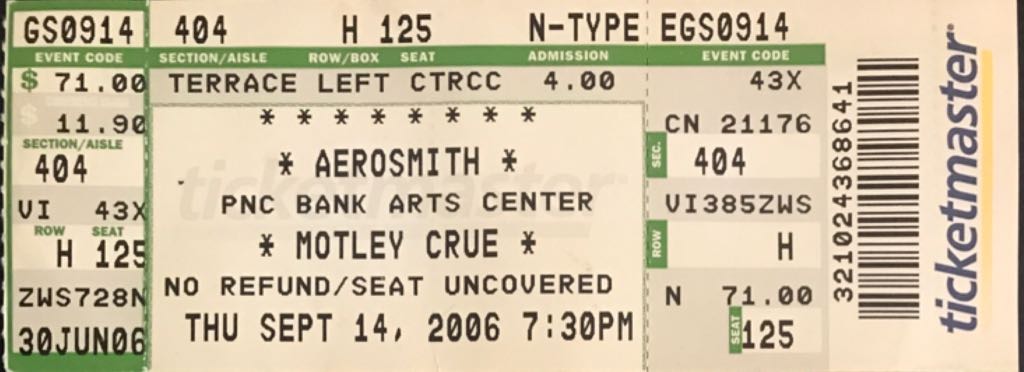 GS0914 404 H 125 N-TYPE EGS0914
EVENT CODE SECTION/AISLE ROW/BOX SEAT ADMISSION EVENT CODE
$ 71.00 TERRACE LEFT CTRCC 4.00 43X
$ 11.90 * * * * * * * * CN 21176
SECTION/AISLE
404 * AEROSMITH * SEC. 404
ticketmaster
VI 43X PNC BANK ARTS CENTER VI385ZWS
ROW SEAT
H 125 * MOTLEY CRUE * ROW H
ZWS728N NO REFUND/SEAT UNCOVERED N 71.00
30JUN06 THU SEPT 14, 2006 7:30PM SEAT 125
321024368641
ticketmaster